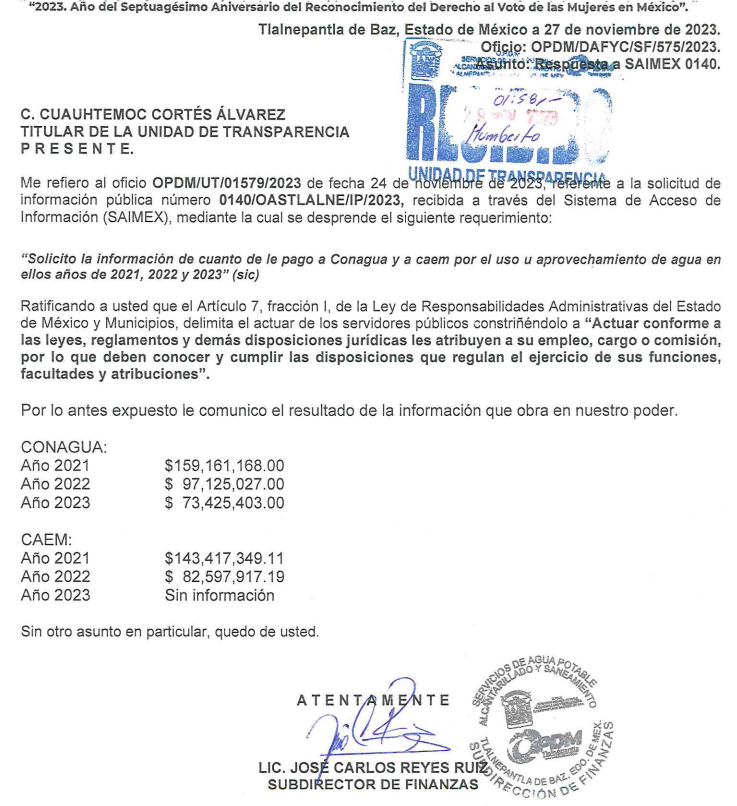 “2023. Año del Septuagésimo Aniversario del Reconocimiento del Derecho al Voto de las Mujeres en México”.
Tlalnepantla de Baz, Estado de México a 27 de noviembre de 2023.
Oficio: OPDM/DAFYC/SF/575/2023.
Asunto: Respuesta a SAIMEX 0140.
O.P.D.M.
SERVICIOS DE AGUA POTABLE
RECIBIDO
01:58
Humberto
UNIDAD DE TRANSPARENCIA
C. CUAUHTEMOC CORTÉS ÁLVAREZ
TITULAR DE LA UNIDAD DE TRANSPARENCIA
P R E S E N T E.
Me refiero al oficio OPDM/UT/01579/2023 de fecha 24 de noviembre de 2023, referente a la solicitud de
información pública número 0140/OASTLALNE/IP/2023, recibida a través del Sistema de Acceso de
Información (SAIMEX), mediante la cual se desprende el siguiente requerimiento:
“Solicito la información de cuanto de le pago a Conagua y a caem por el uso u aprovechamiento de agua en
ellos años de 2021, 2022 y 2023” (sic)
Ratificando a usted que el Artículo 7, fracción I, de la Ley de Responsabilidades Administrativas del Estado
de México y Municipios, delimita el actuar de los servidores públicos constriñéndolo a “Actuar conforme a
las leyes, reglamentos y demás disposiciones jurídicas les atribuyen a su empleo, cargo o comisión,
por lo que deben conocer y cumplir las disposiciones que regulan el ejercicio de sus funciones,
facultades y atribuciones”.
Por lo antes expuesto le comunico el resultado de la información que obra en nuestro poder.
CONAGUA:
Año 2021 $159,161,168.00
Año 2022 $ 97,125,027.00
Año 2023 $ 73,425,403.00
CAEM:
Año 2021 $143,417,349.11
Año 2022 $ 82,597,917.19
Año 2023 Sin información
Sin otro asunto en particular, quedo de usted.
A T E N T A M E N T E
LIC. JOSÉ CARLOS REYES RUIZ
SUBDIRECTOR DE FINANZAS
SERVICIOS DE AGUA POTABLE
ALCANTARILLADO Y SANEAMIENTO
OPDM
Tlalnepantla
TLALNEPANTLA DE BAZ, EDO. DE MEX.
SUBDIRECCIÓN DE FINANZAS